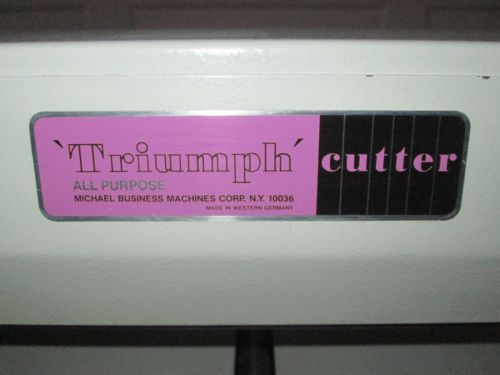 `Triumph´ cutter
ALL PURPOSE
MICHAEL BUSINESS MACHINES CORP. N.Y. 10036
MADE IN WESTERN GERMANY